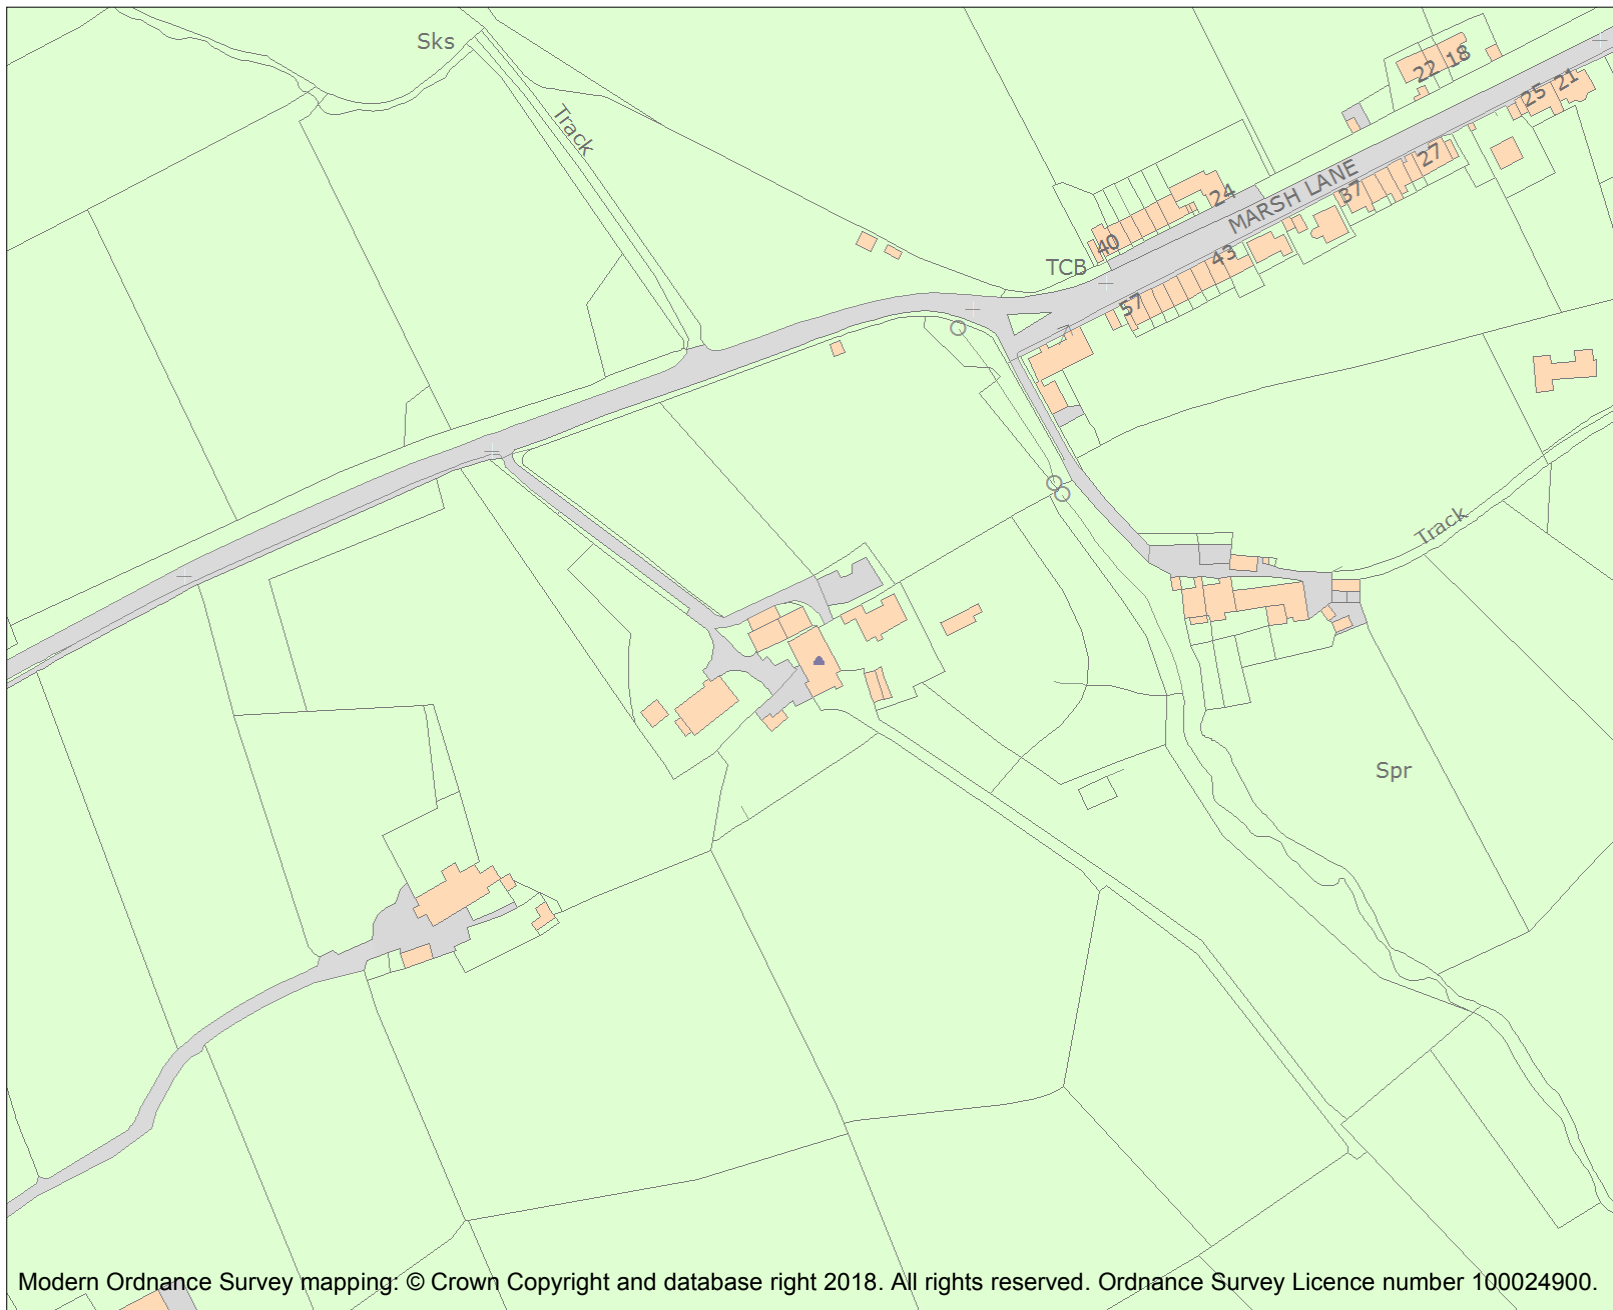 Sks
Track
22
18
25
21
27
MARSH LANE
37
24
40
TCB
43
57
Track
Spr
Modern Ordnance Survey mapping: © Crown Copyright and database right 2018. All rights reserved. Ordnance Survey Licence number 100024900.